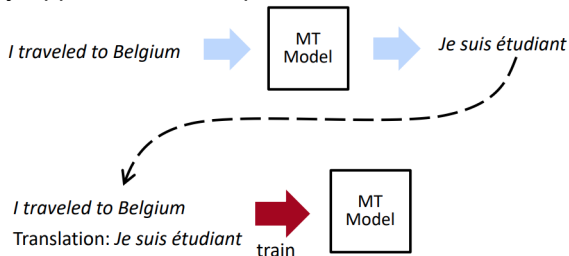 I traveled to Belgium
MT
Model
Je suis étudiant
I traveled to Belgium
Translation: Je suis étudiant
train
MT
Model